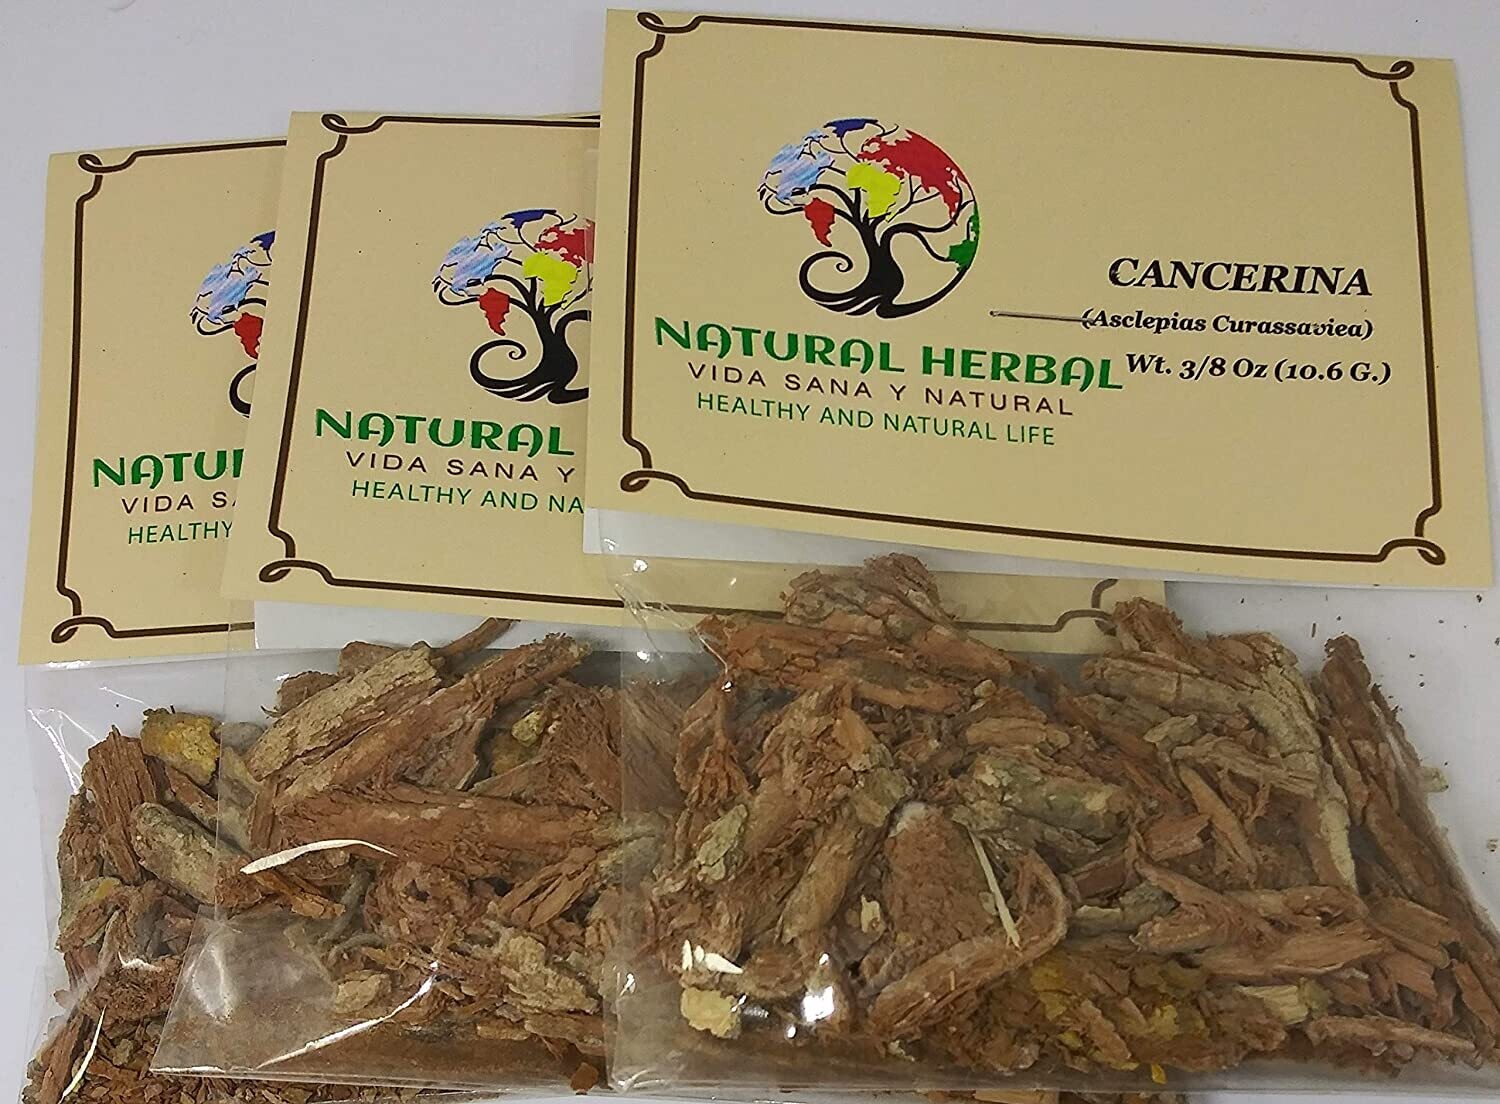 CANCERINA
(Asclepias Curassaviea)
Wt. 3/8 Oz (10.6 G.)
NATURAL HERBAL
VIDA SANA Y NATURAL
HEALTHY AND NATURAL LIFE
NATURAL
VIDA SANA Y
HEALTHY AND NA
NATU
VIDA S
HEALTHY